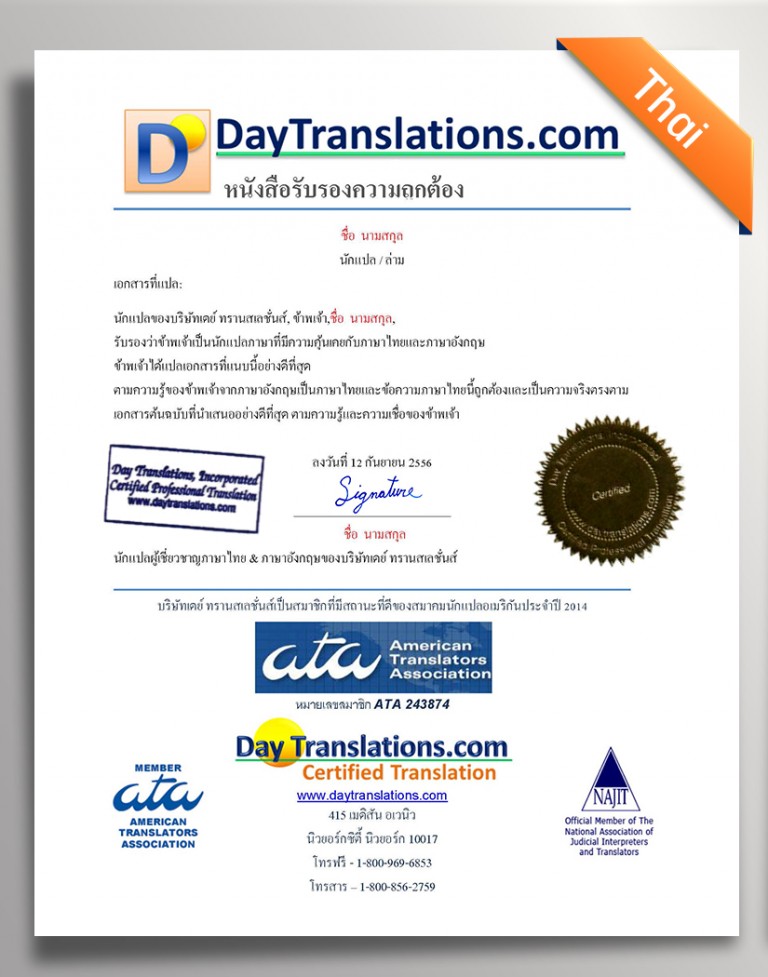 Thai
D DayTranslations.com
หนังสือรับรองความถูกต้อง
ชื่อ นามสกุล
นักแปล / ล่าม
เอกสารที่แปล:
นักแปลของบริษัทเดย์ ทรานสเลชั่นส์, ข้าพเจ้า,ชื่อ นามสกุล,
รับรองว่าข้าพเจ้าเป็นนักแปลภาษาที่มีความคุ้นเคยกับภาษาไทยและภาษาอังกฤษ
ข้าพเจ้าได้แปลเอกสารที่แนบนี้อย่างดีที่สุด
ตามความรู้ของข้าพเจ้าจากภาษาอังกฤษเป็นภาษาไทยและข้อความภาษาไทยนี้ถูกต้องและเป็นความจริงตรงตาม
เอกสารต้นฉบับที่นำเสนออย่างดีที่สุด ตามความรู้และความเชื่อของข้าพเจ้า
Day Translations, Incorporated
Certified Professional Translation
www.daytranslations.com
ลงวันที่ 12 กันยายน 2556
Signature
ชื่อ นามสกุล
นักแปลผู้เชี่ยวชาญภาษาไทย & ภาษาอังกฤษของบริษัทเดย์ ทรานสเลชั่นส์
Day Translations, Incorporated
Certified
www.daytranslations.com
Certified Professional Translation
บริษัทเดย์ ทรานสเลชั่นส์เป็นสมาชิกที่มีสถานะที่ดีของสมาคมนักแปลอเมริกันประจำปี 2014
ata American
Translators
Association
หมายเลขสมาชิก ATA 243874
Day Translations.com
Certified Translation
www.daytranslations.com
415 เมดิสัน อเวนิว
นิวยอร์กซิตี้ นิวยอร์ก 10017
โทรฟรี - 1-800-969-6853
โทรสาร – 1-800-856-2759
MEMBER
ata
AMERICAN
TRANSLATORS
ASSOCIATION
NAJIT
Official Member of The
National Association of
Judicial Interpreters
and Translators